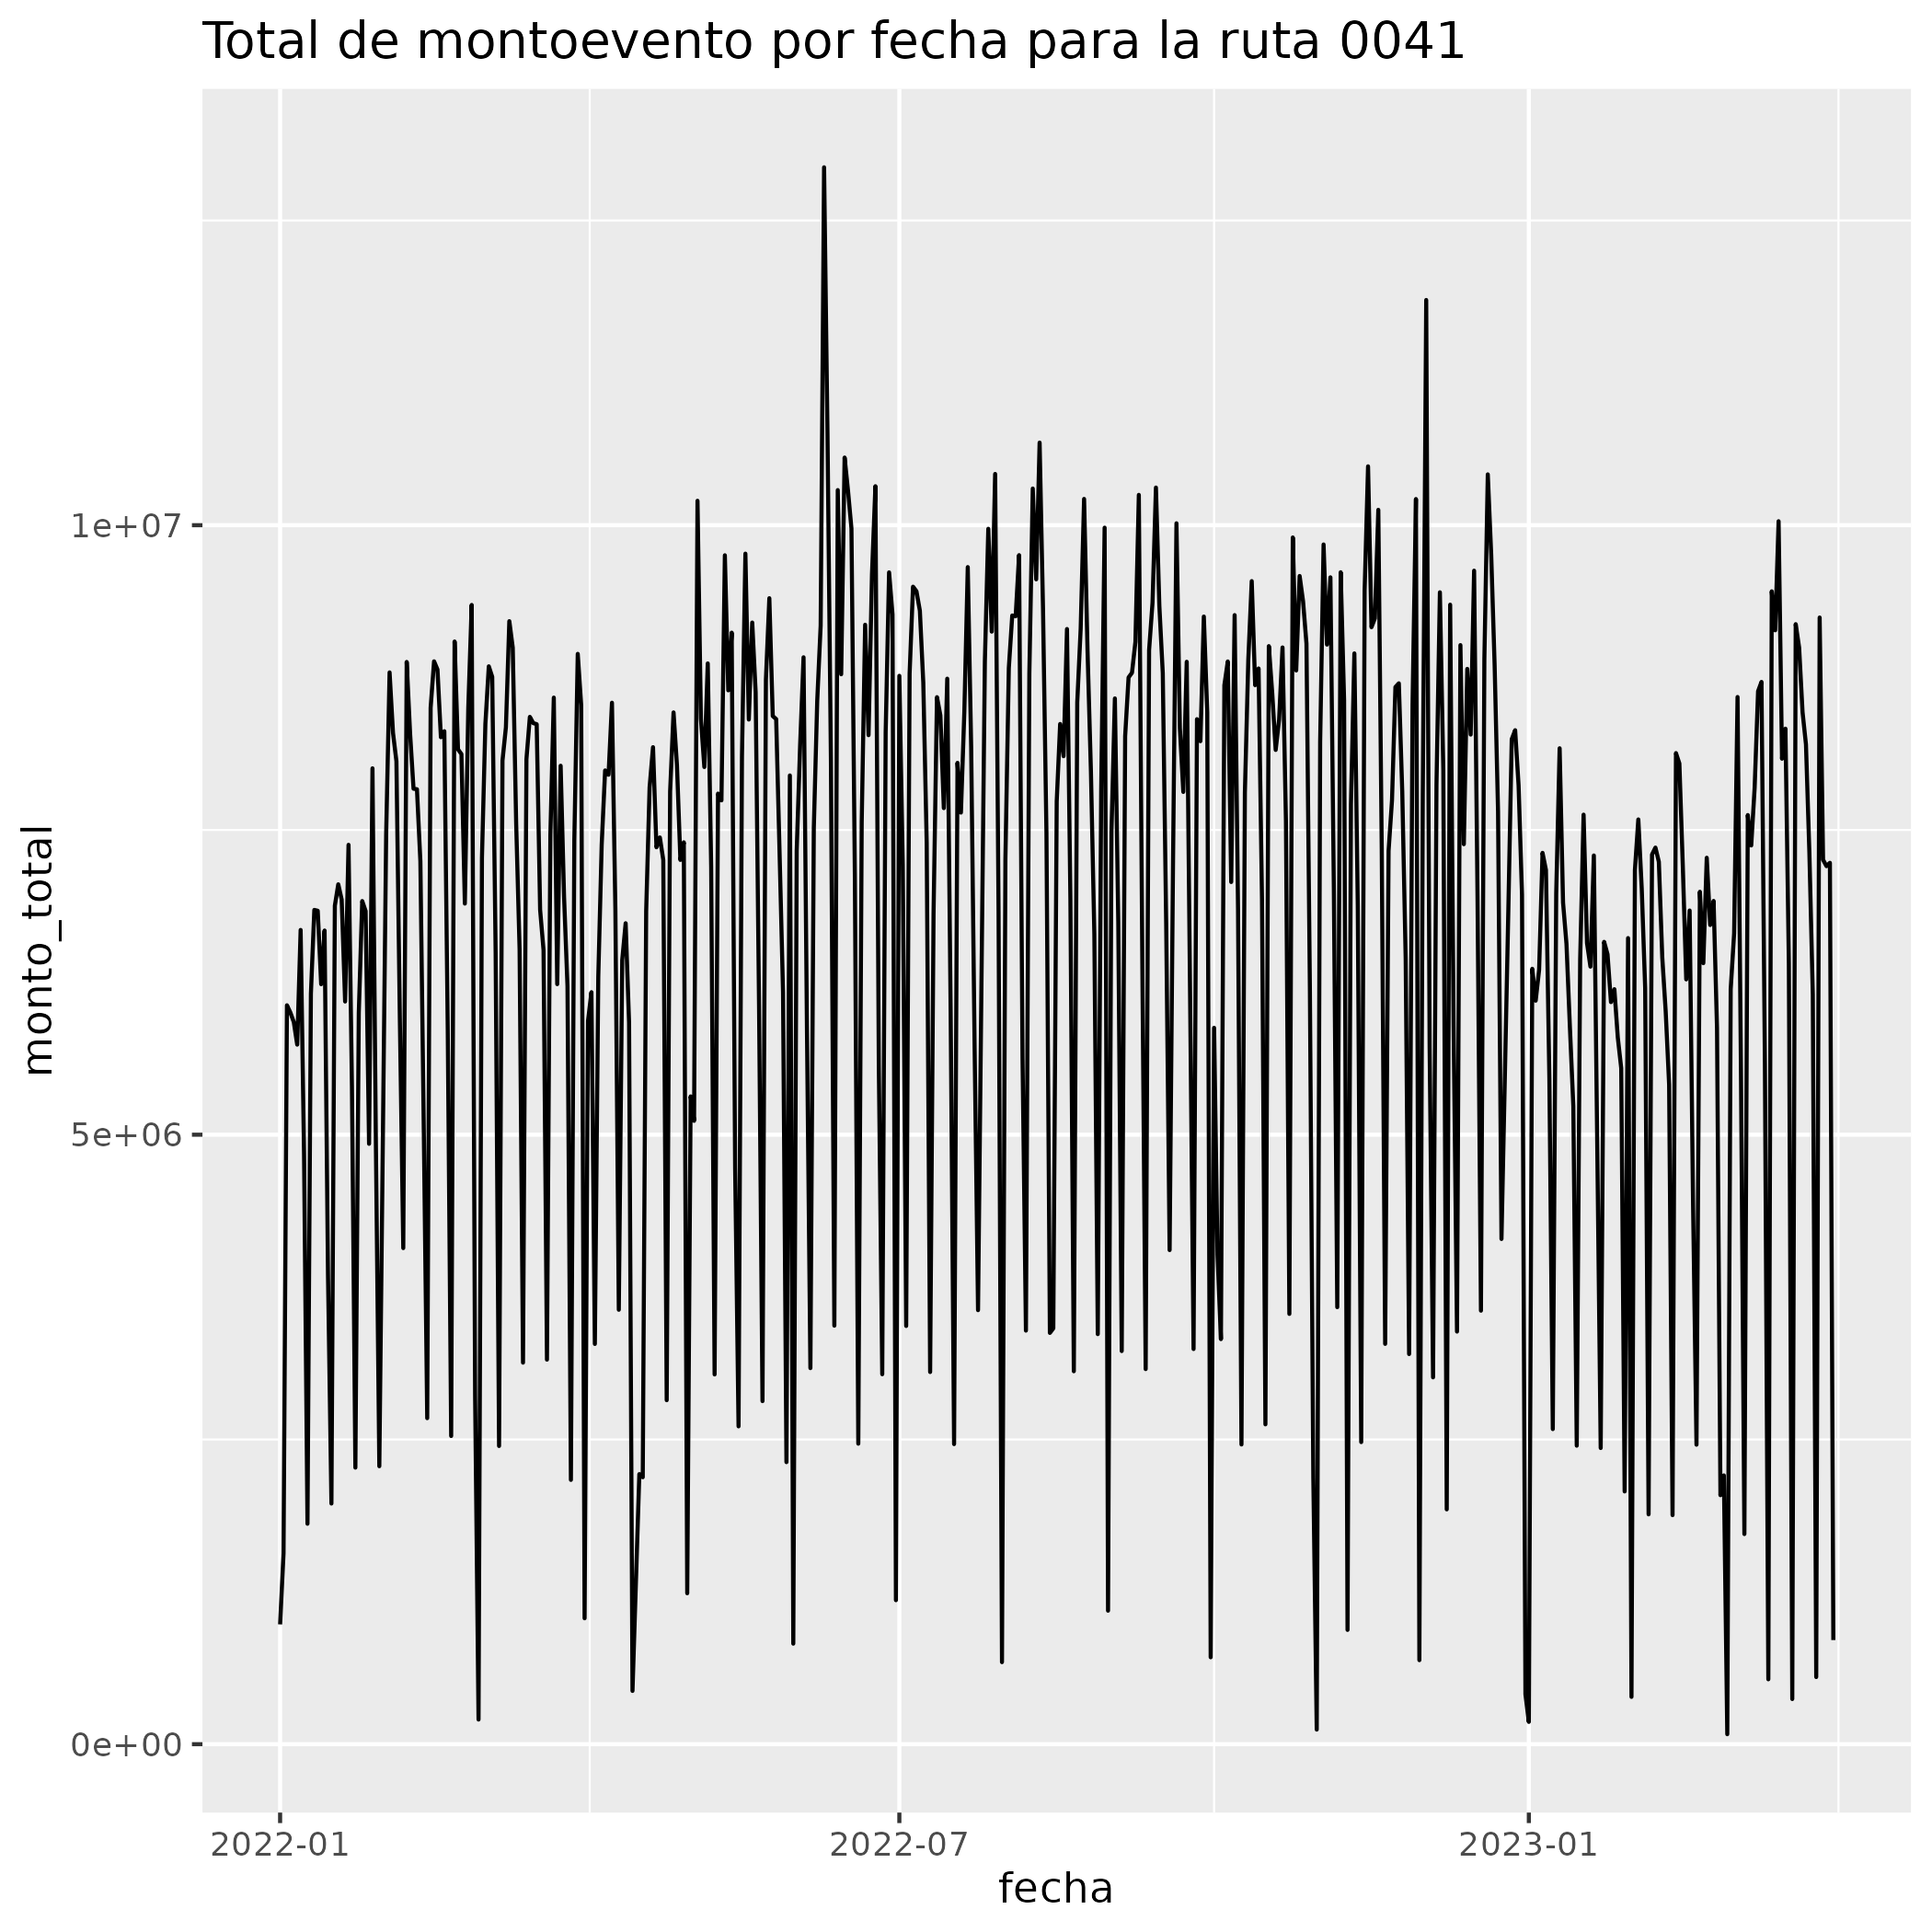 Total de montoevento por fecha para la ruta 0041
monto_total
1e+07
5e+06
0e+00
2022-01
2022-07
2023-01
fecha